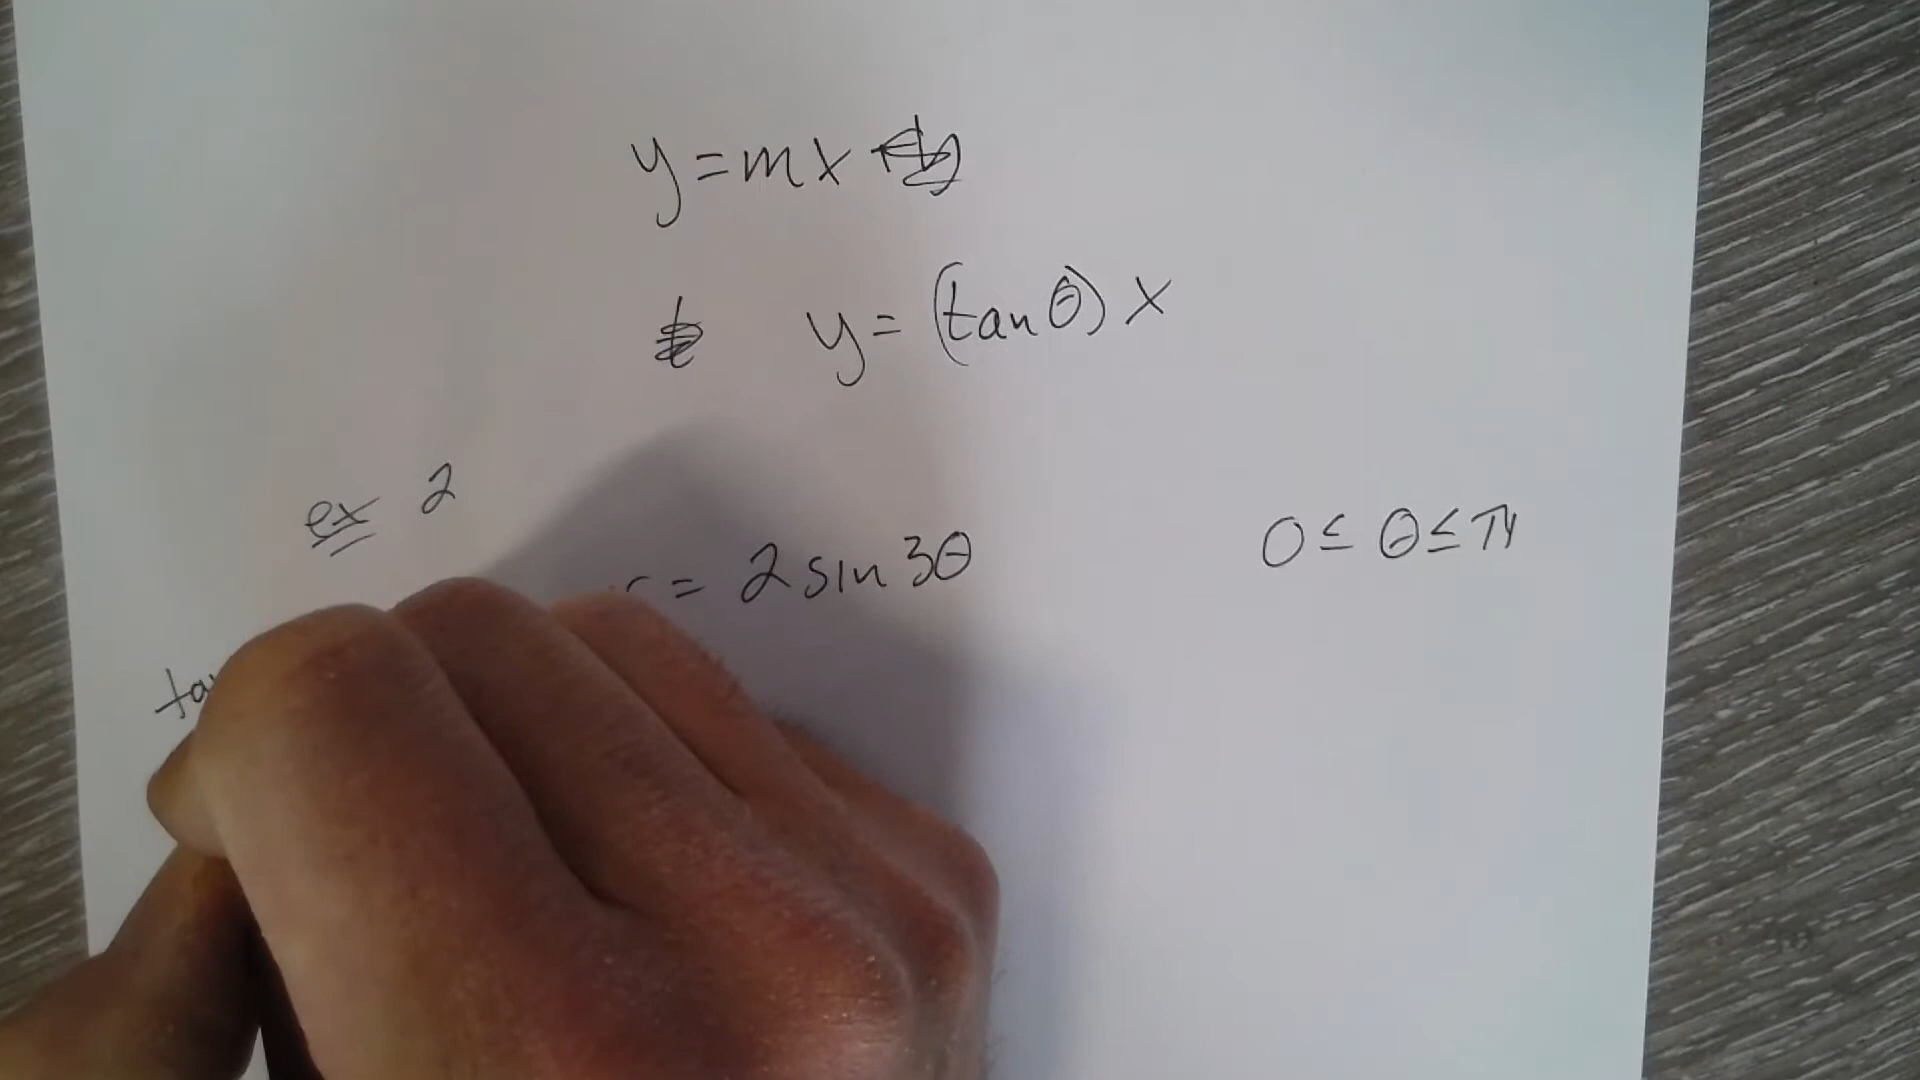 y = mx
y = (tan θ) x
ex 2
r = 2 sin 3θ 0 ≤ θ ≤ π